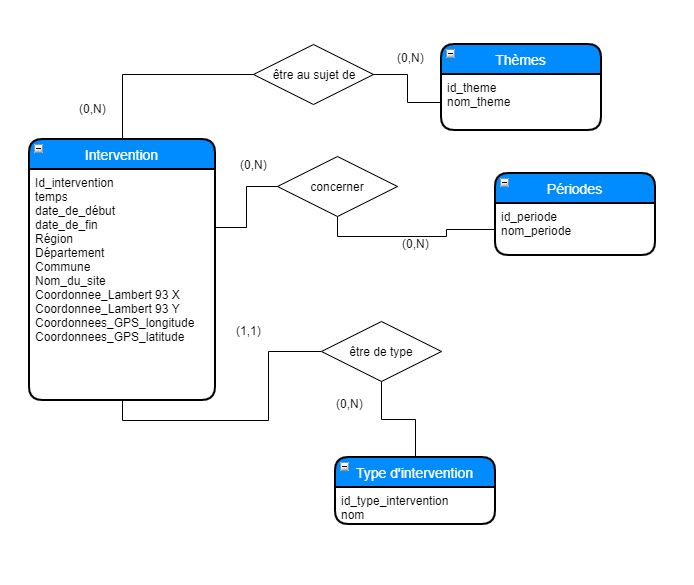 être au sujet de
(0,N)
Thèmes
id_theme
nom_theme
(0,N)
Intervention
Id_intervention
temps
date_de_début
date_de_fin
Région
Département
Commune
Nom_du_site
Coordonnee_Lambert 93 X
Coordonnee_Lambert 93 Y
Coordonnees_GPS_longitude
Coordonnees_GPS_latitude
(0,N)
concerner
(0,N)
Périodes
id_periode
nom_periode
(1,1)
être de type
(0,N)
Type d'intervention
id_type_intervention
nom